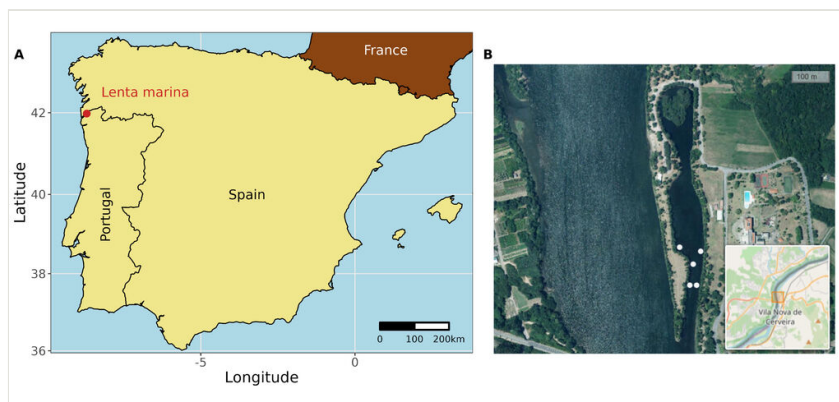 A
France
Lenta marina
42
Latitude
40
Portugal
Spain
38
36
0 100 200km
-5
0
Longitude
B
100 m
Vila Nova de
Cerveira